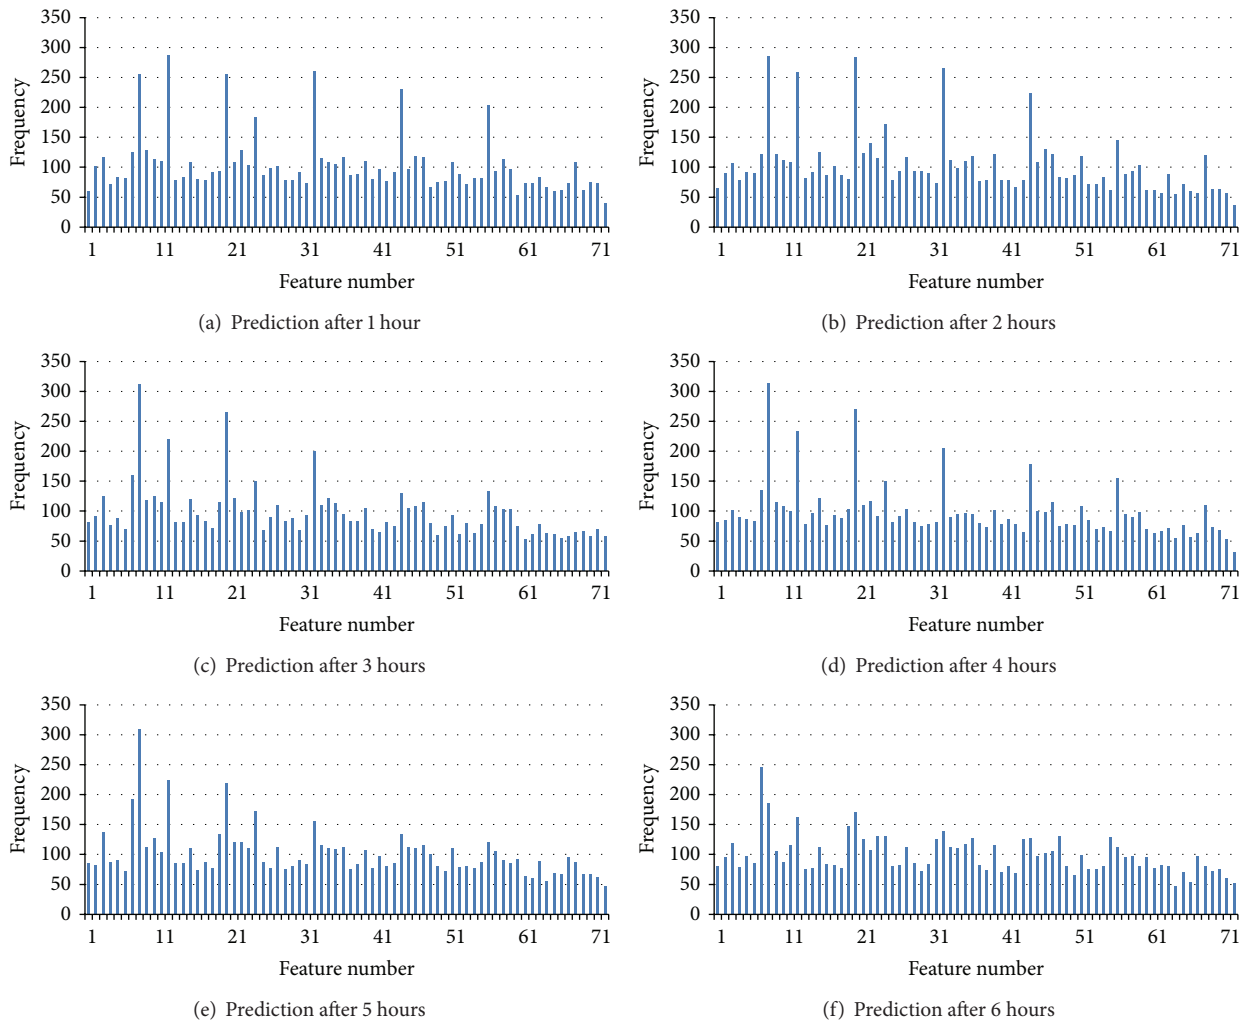 350
300
250
200
150
100
50
0
Frequency
1 11 21 31 41 51 61 71
Feature number
(a) Prediction after 1 hour
350
300
250
200
150
100
50
0
Frequency
1 11 21 31 41 51 61 71
Feature number
(b) Prediction after 2 hours
350
300
250
200
150
100
50
0
Frequency
1 11 21 31 41 51 61 71
Feature number
(c) Prediction after 3 hours
350
300
250
200
150
100
50
0
Frequency
1 11 21 31 41 51 61 71
Feature number
(d) Prediction after 4 hours
350
300
250
200
150
100
50
0
Frequency
1 11 21 31 41 51 61 71
Feature number
(e) Prediction after 5 hours
350
300
250
200
150
100
50
0
Frequency
1 11 21 31 41 51 61 71
Feature number
(f) Prediction after 6 hours